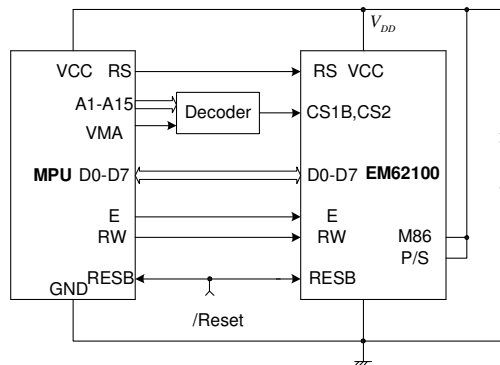 V_DD
VCC RS
RS VCC
A1-A15
Decoder
CS1B,CS2
VMA
MPU D0-D7
D0-D7 EM62100
E
E
RW
RW
M86
P/S
RESB
RESB
GND
/Reset